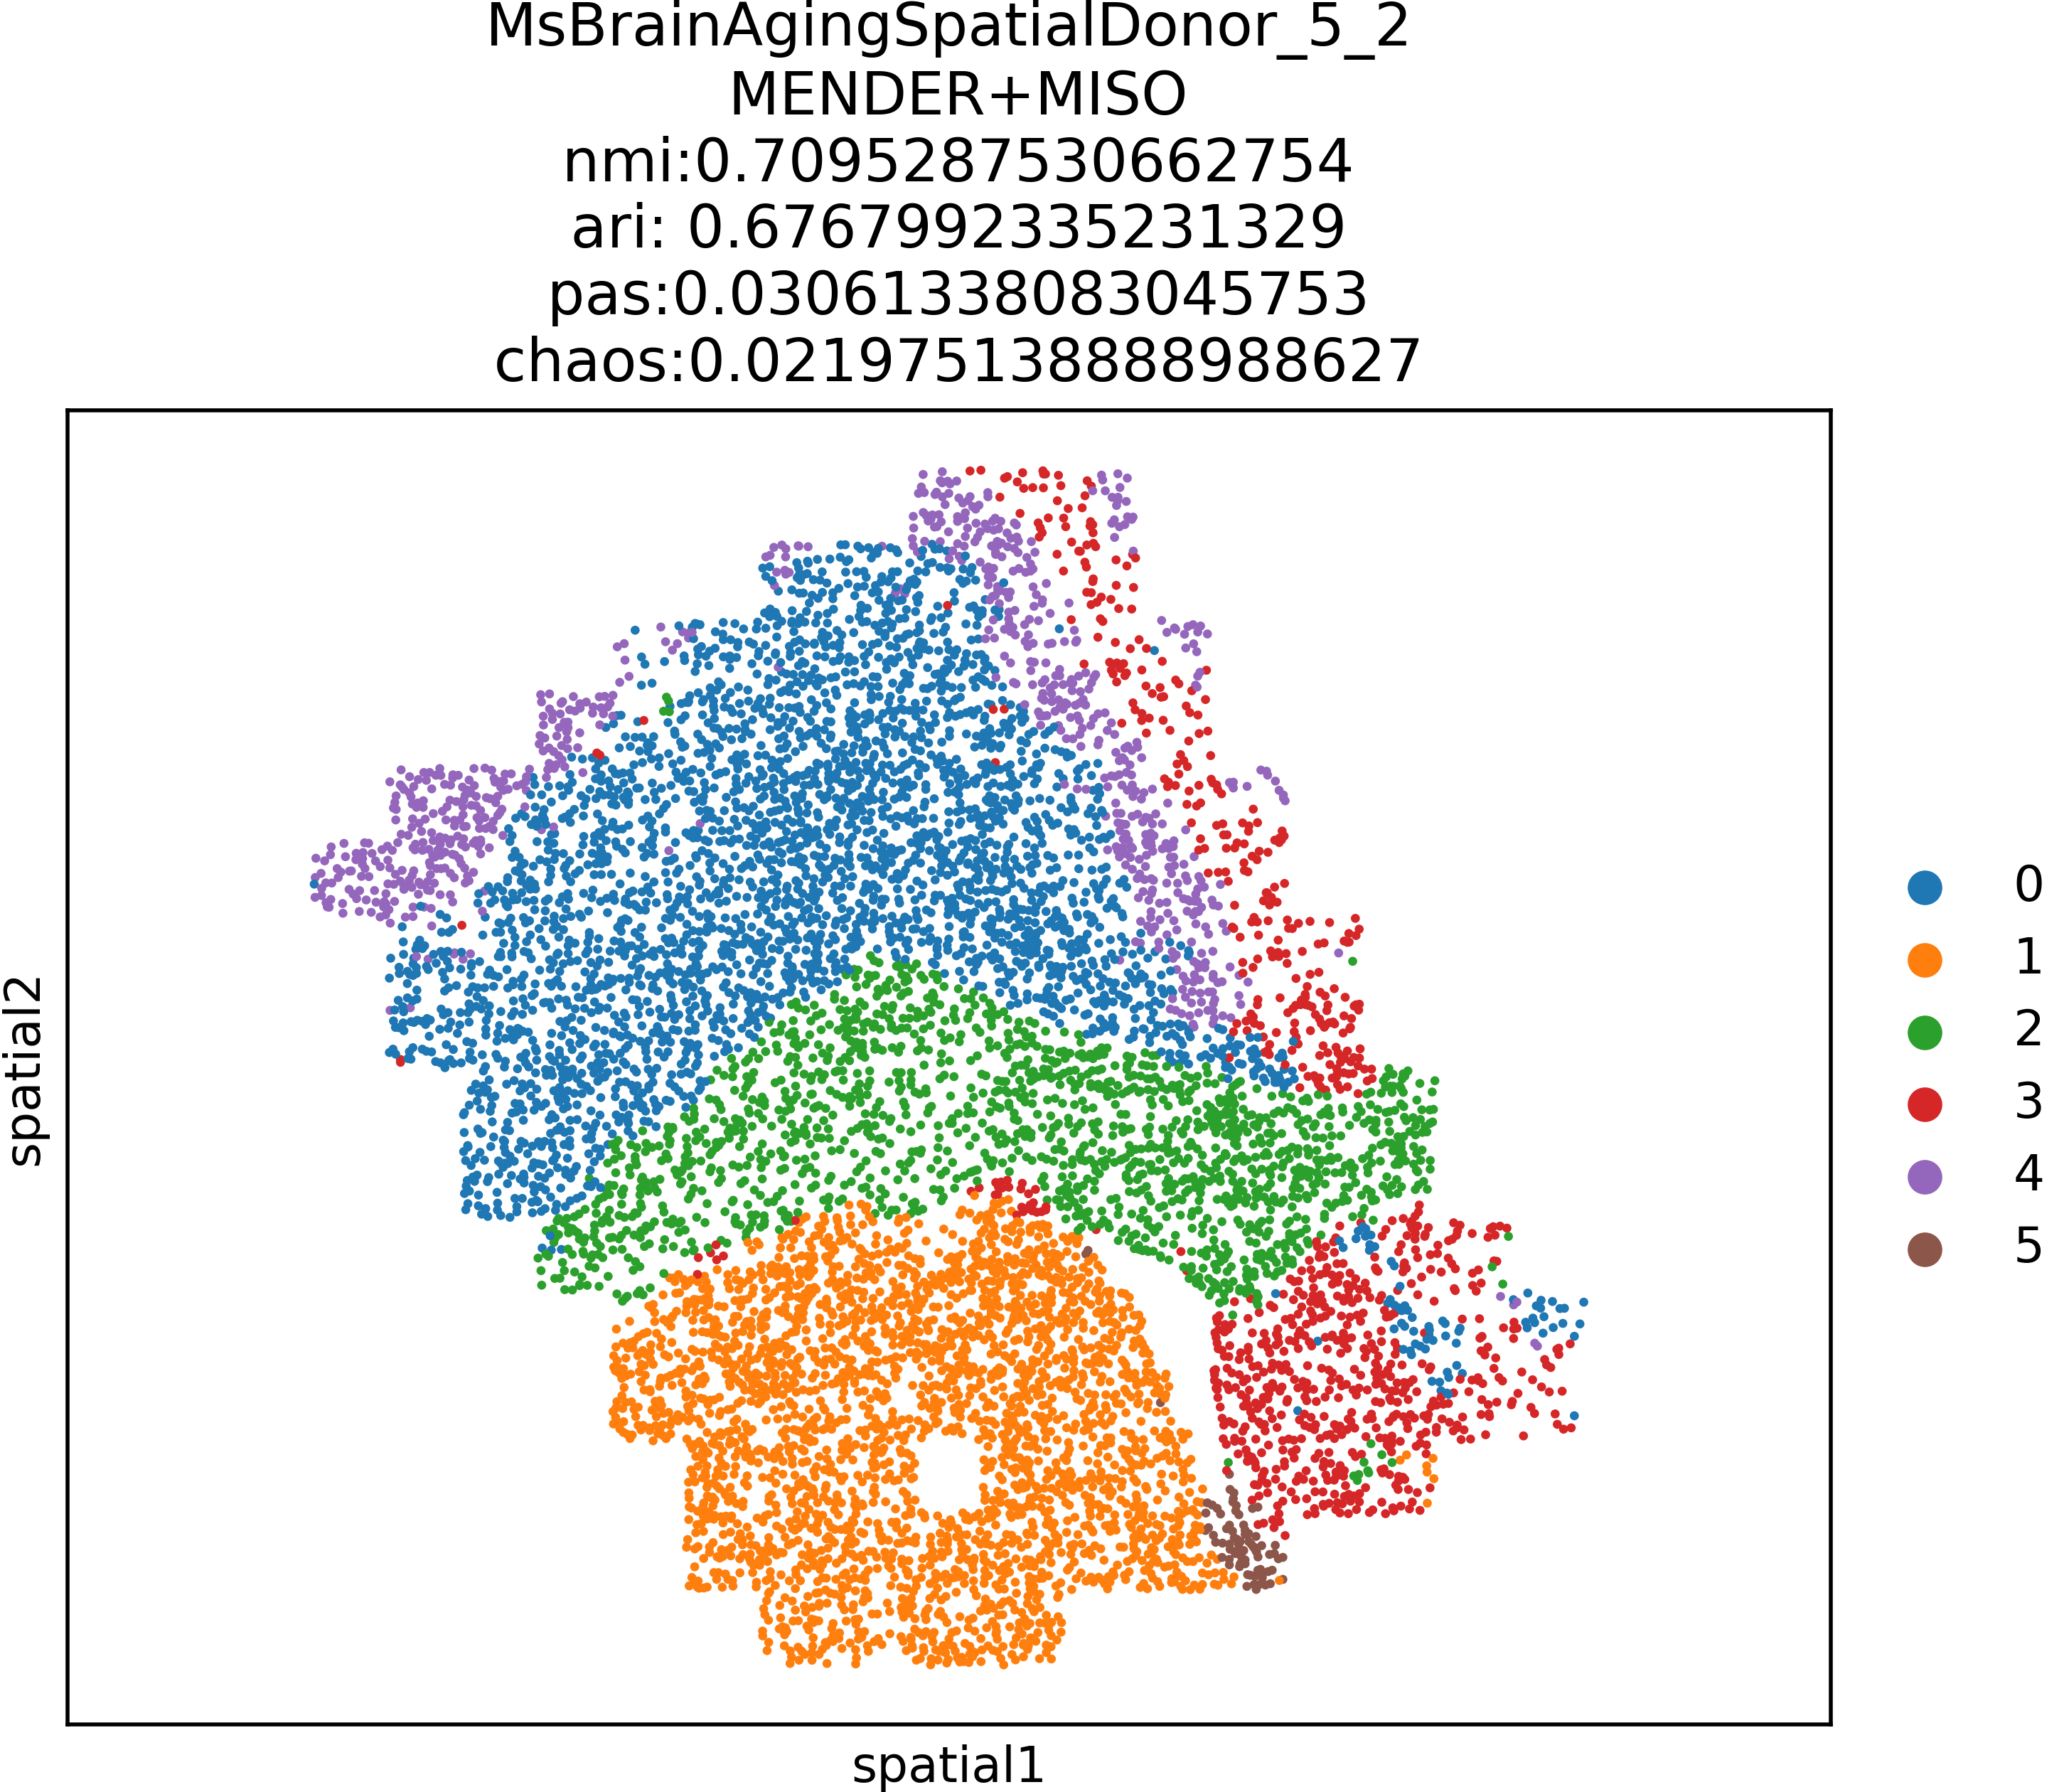 MsBrainAgingSpatialDonor_5_2
MENDER+MISO
nmi:0.7095287530662754
ari: 0.6767992335231329
pas:0.03061338083045753
chaos:0.021975138888988627
spatial2
0
1
2
3
4
5
spatial1